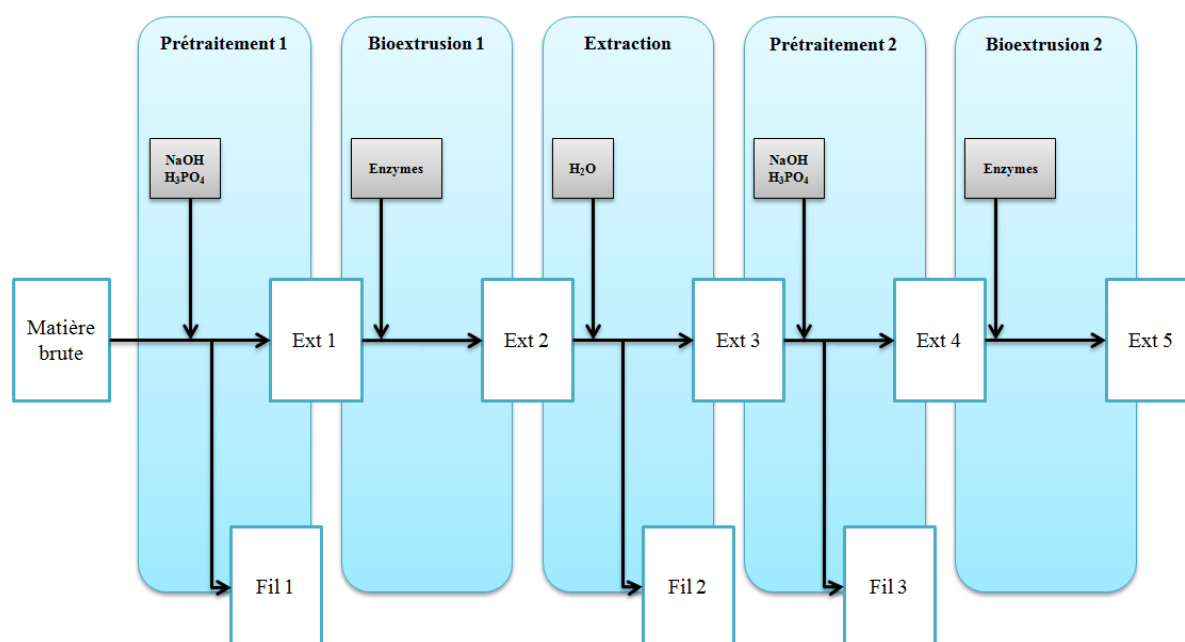 Prétraitement 1
Bioextrusion 1
Extraction
Prétraitement 2
Bioextrusion 2
NaOH
H₃PO₄
Enzymes
H₂O
NaOH
H₃PO₄
Enzymes
Matière
brute
Ext 1
Ext 2
Ext 3
Ext 4
Ext 5
Fil 1
Fil 2
Fil 3